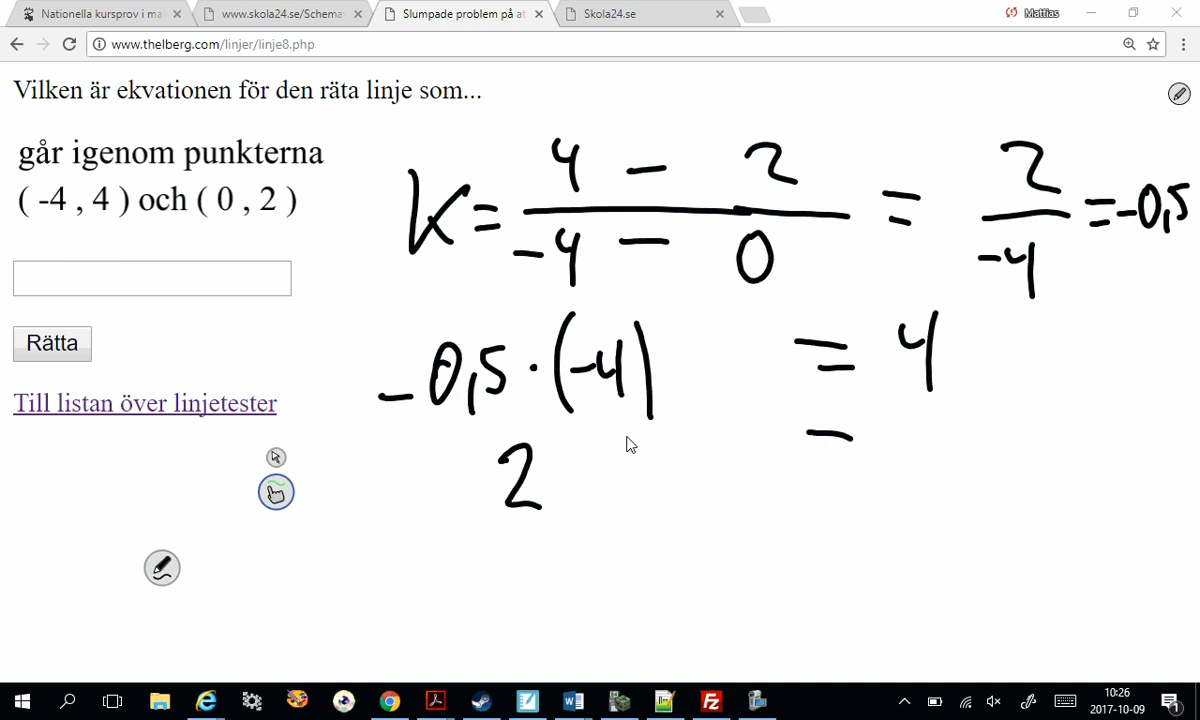 Nationella kursprov i ma
www.skola24.se/Schema
Slumpade problem på at
Skola24.se
Mattias
www.thelberg.com/linjer/linje8.php
Vilken är ekvationen för den räta linje som...
går igenom punkterna
( -4 , 4 ) och ( 0 , 2 )
Rätta
Till listan över linjetester
4 - 2
K = = 2 = -0,5
-4 - 0
-4
-0,5 · (-4) = 4
2 =
10:26
2017-10-09
1